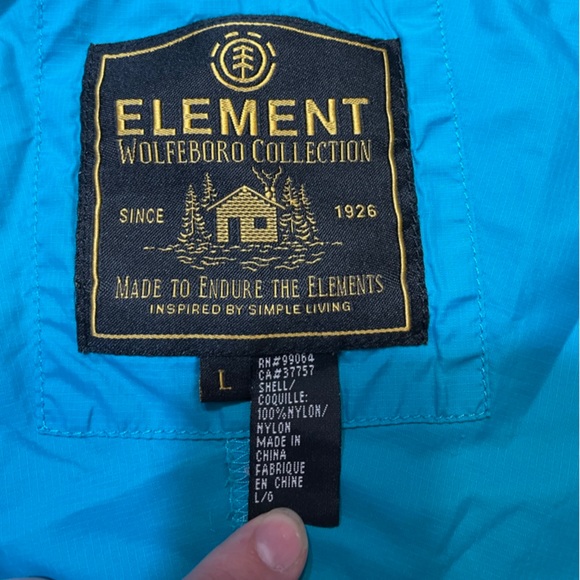 ELEMENT
WOLFEBORO COLLECTION
SINCE 1926
MADE TO ENDURE THE ELEMENTS
INSPIRED BY SIMPLE LIVING
L
RN#99064
CA#37757
SHELL/
COQUILLE:
100%NYLON/
NYLON
MADE IN
CHINA
FABRIQUE
EN CHINE
L/G